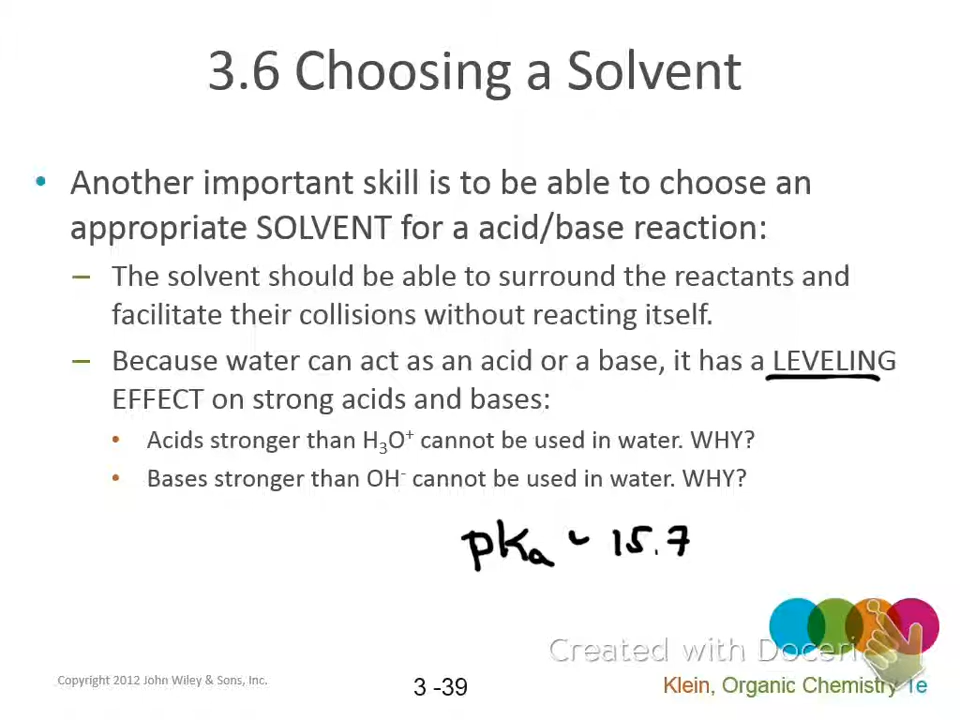 3.6 Choosing a Solvent
• Another important skill is to be able to choose an
appropriate SOLVENT for a acid/base reaction:
– The solvent should be able to surround the reactants and
facilitate their collisions without reacting itself.
– Because water can act as an acid or a base, it has a LEVELING
EFFECT on strong acids and bases:
• Acids stronger than H₃O⁺ cannot be used in water. WHY?
• Bases stronger than OH⁻ cannot be used in water. WHY?
pKa ~ 15.7
Created with Doceri
Copyright 2012 John Wiley & Sons, Inc.
3 -39
Klein, Organic Chemistry 1e